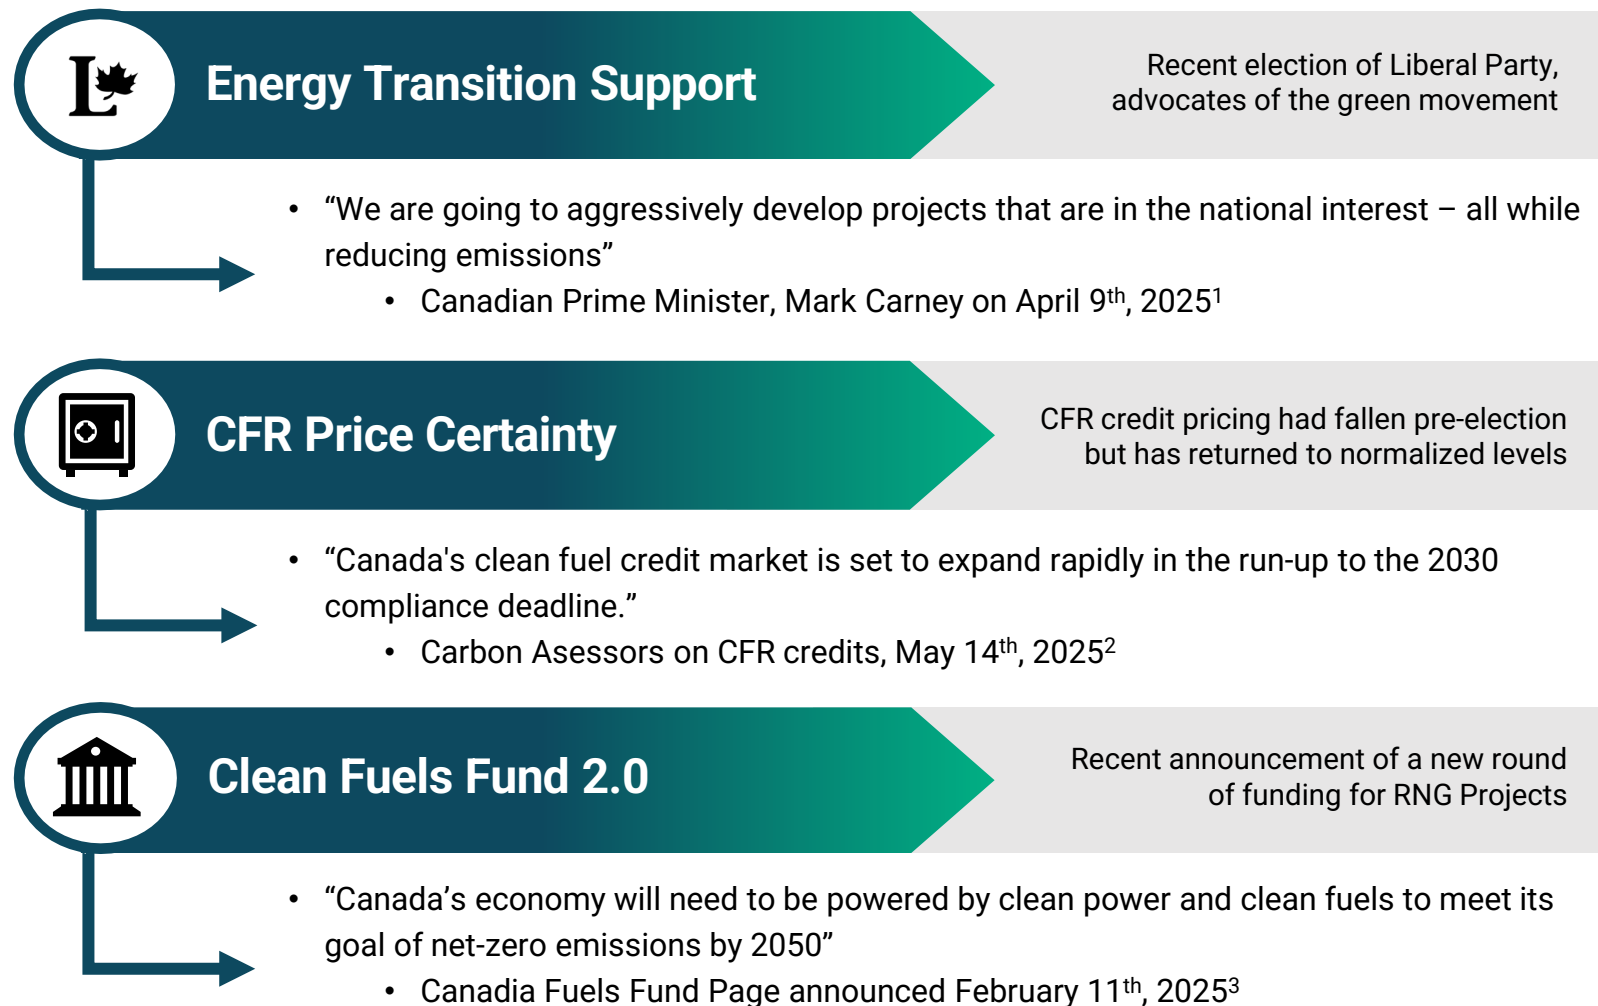 L
Energy Transition Support
Recent election of Liberal Party,
advocates of the green movement
• “We are going to aggressively develop projects that are in the national interest – all while
reducing emissions”
• Canadian Prime Minister, Mark Carney on April 9th, 2025¹
CFR Price Certainty
CFR credit pricing had fallen pre-election
but has returned to normalized levels
• “Canada's clean fuel credit market is set to expand rapidly in the run-up to the 2030
compliance deadline.”
• Carbon Asessors on CFR credits, May 14th, 2025²
Clean Fuels Fund 2.0
Recent announcement of a new round
of funding for RNG Projects
• “Canada’s economy will need to be powered by clean power and clean fuels to meet its
goal of net-zero emissions by 2050”
• Canadia Fuels Fund Page announced February 11th, 2025³